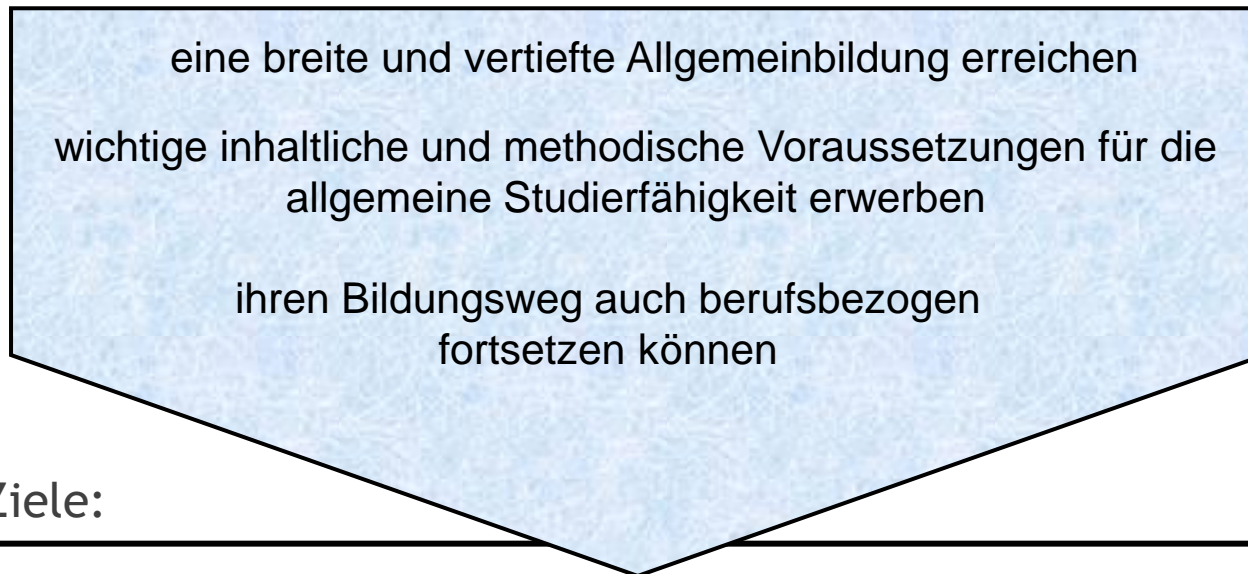 eine breite und vertiefte Allgemeinbildung erreichen
wichtige inhaltliche und methodische Voraussetzungen für die
allgemeine Studierfähigkeit erwerben
ihren Bildungsweg auch berufsbezogen
fortsetzen können
Ziele: